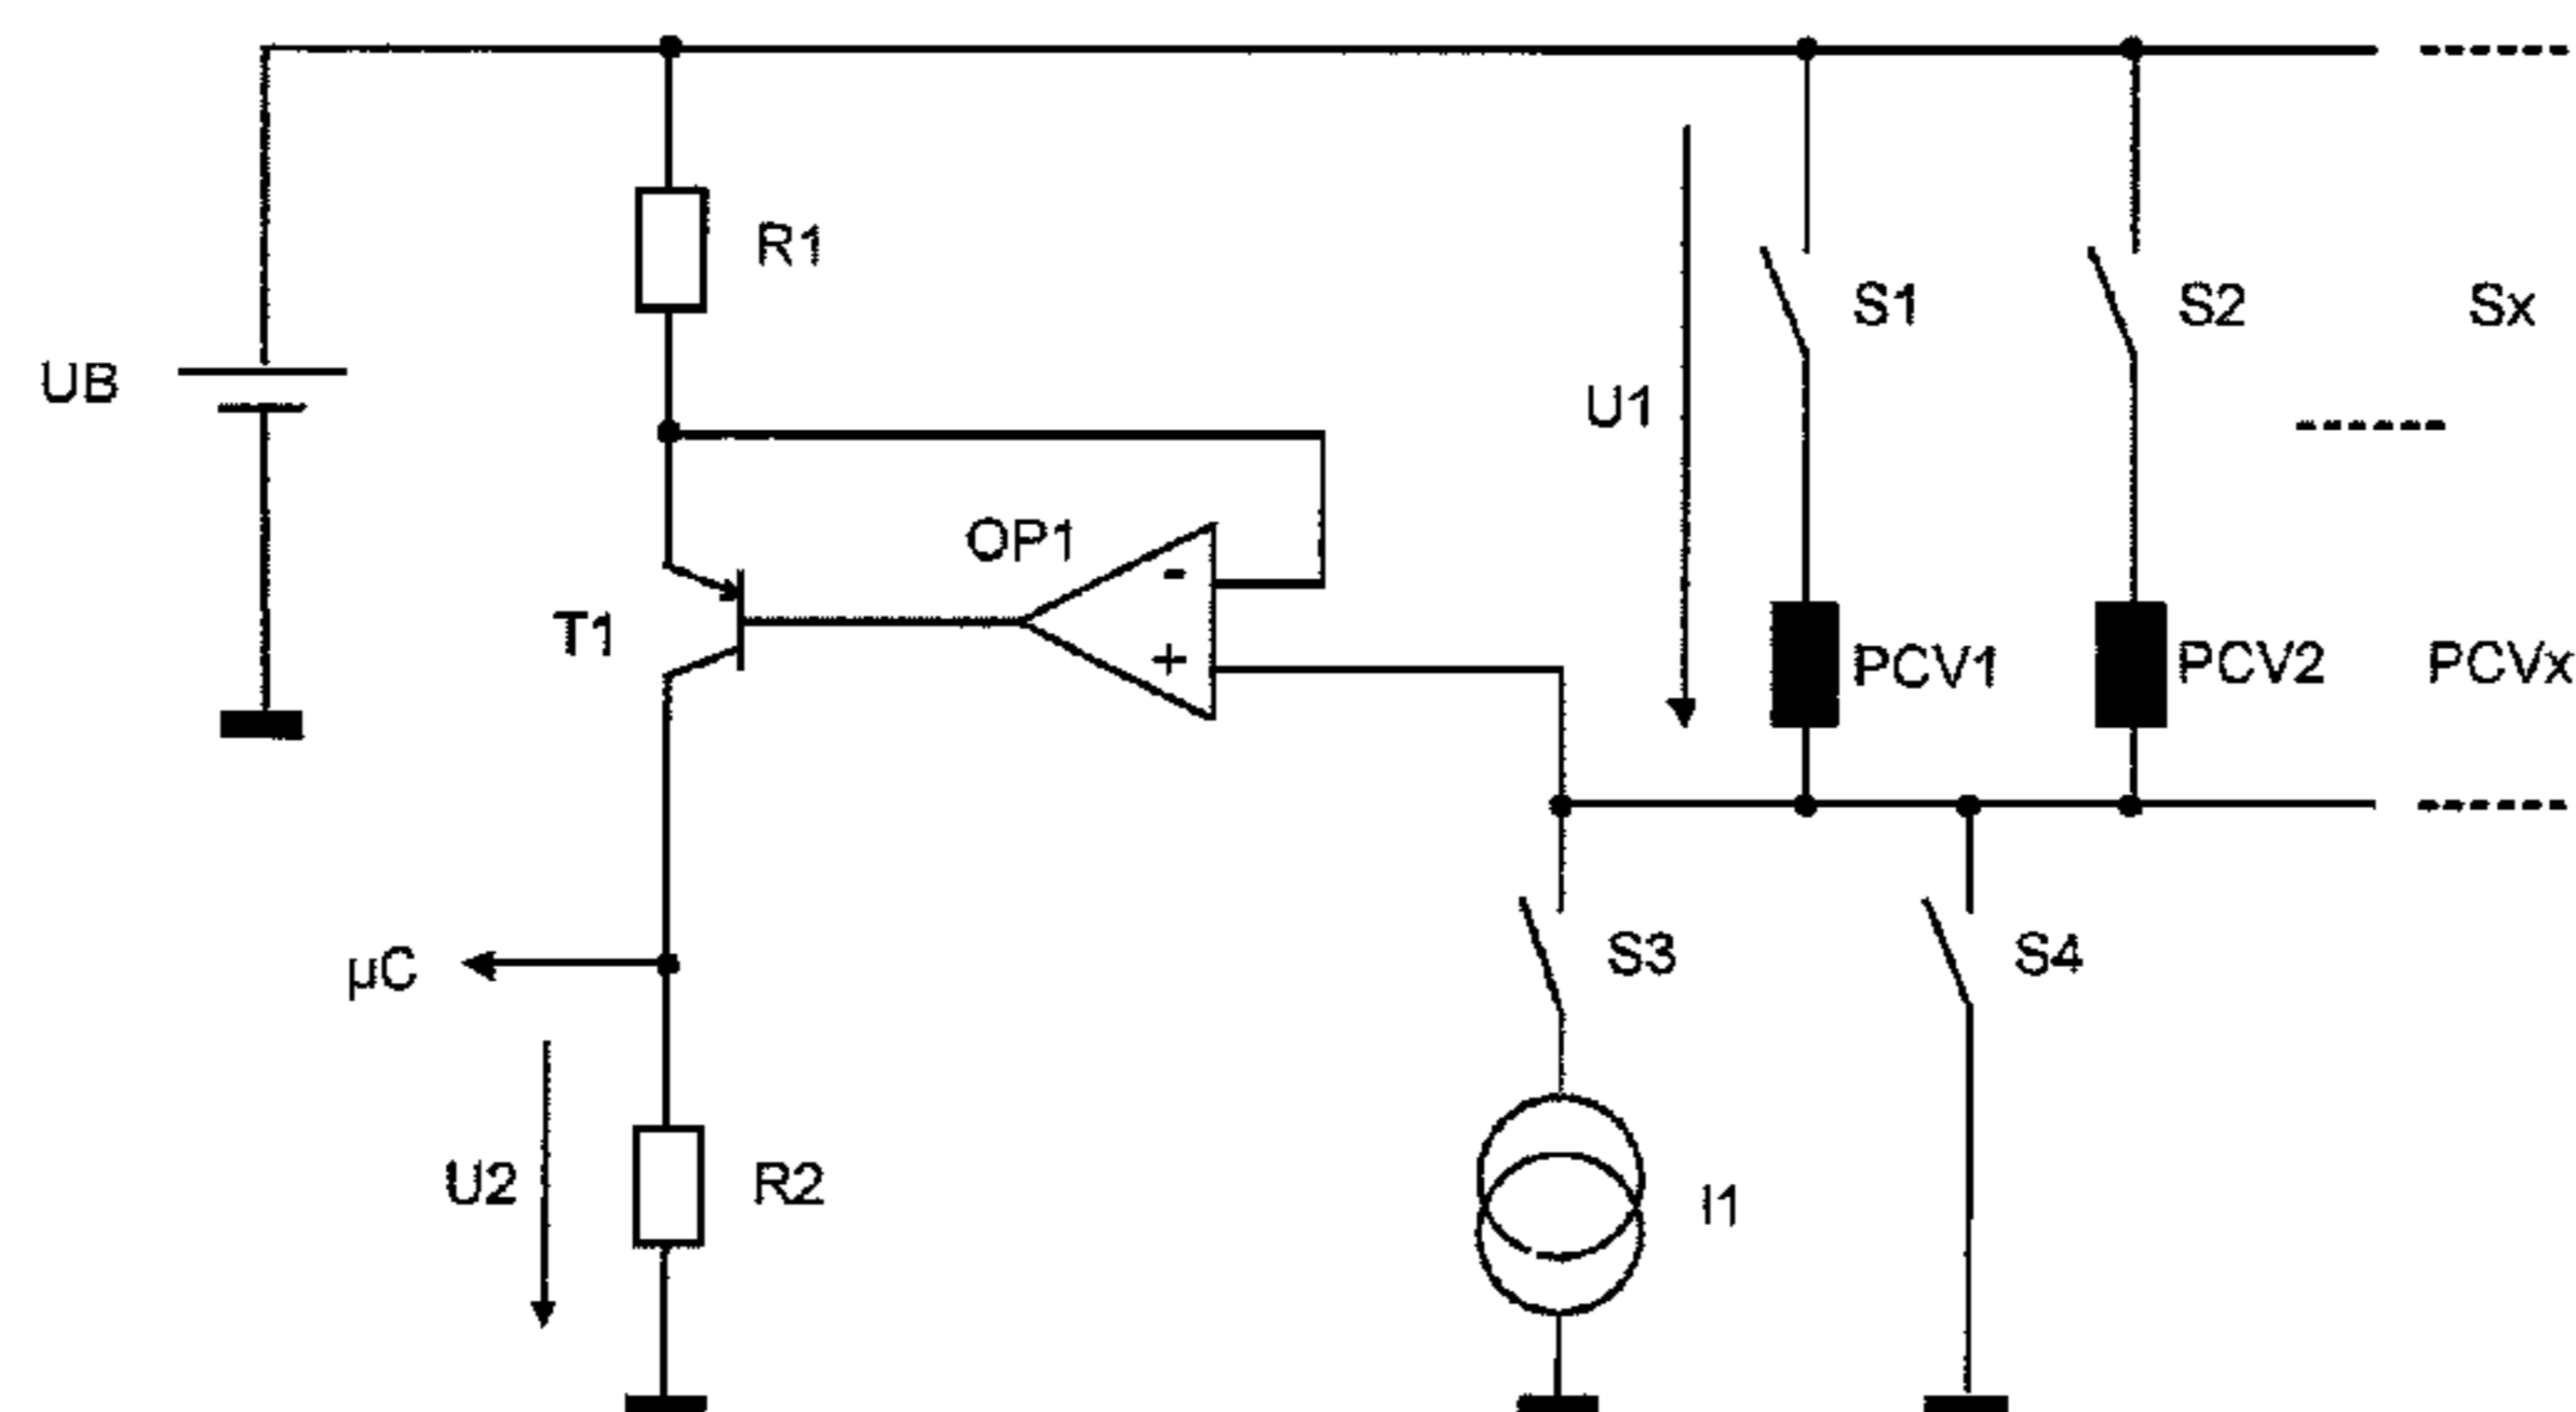 R1
S1
S2
Sx
UB
U1
OP1
-
T1
+
PCV1
PCV2
PCVx
µC
S3
S4
U2
R2
I1